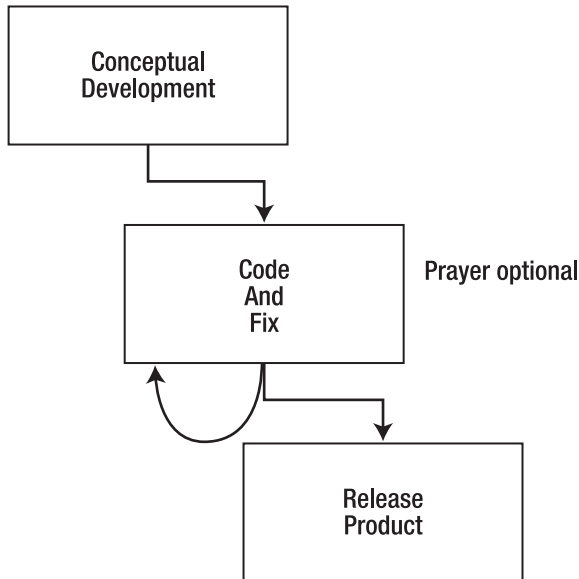 Conceptual
Development
Code
And
Fix
Prayer optional
Release
Product